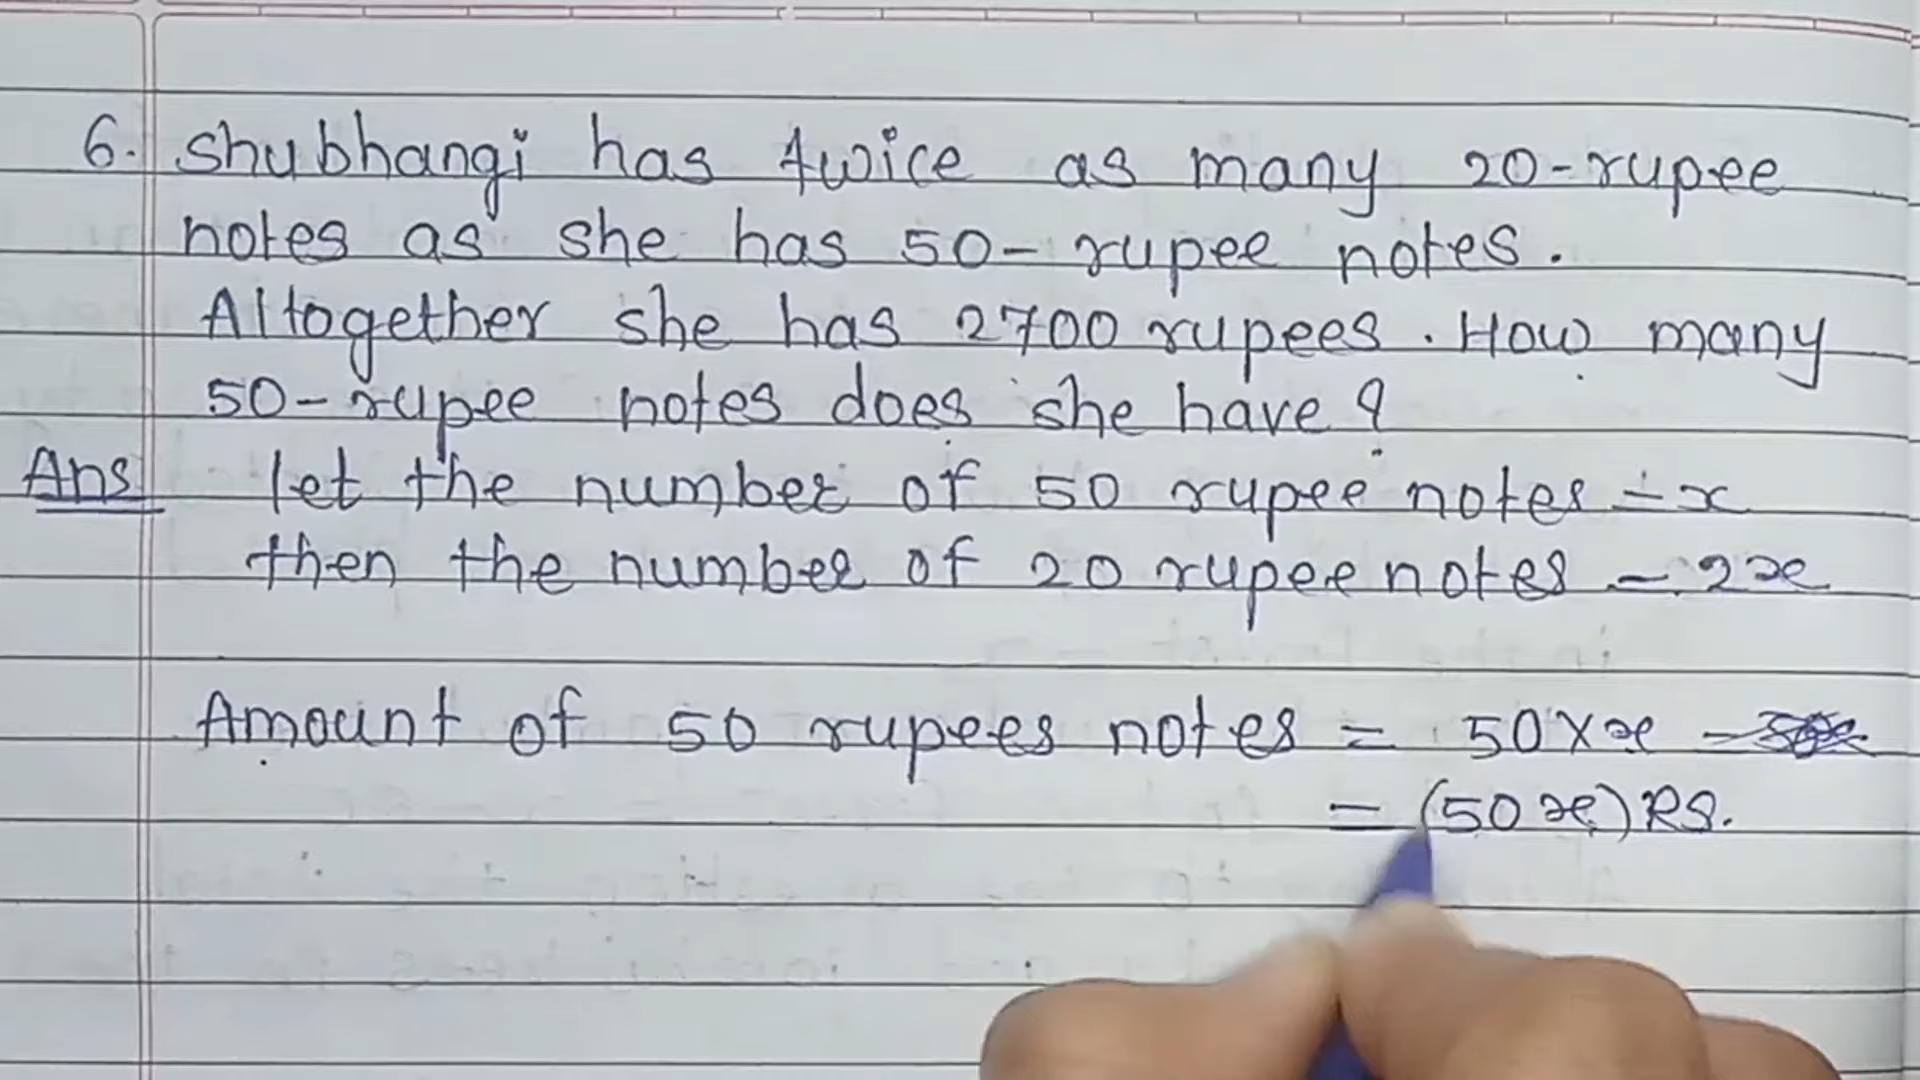 6. Shubhangi has twice as many 20-rupee
notes as she has 50-rupee notes.
Altogether she has 2700 rupees. How many
50-rupee notes does she have?
Ans let the number of 50 rupee notes - x
then the number of 20 rupee notes - 2x
Amount of 50 rupees notes = 50 × x -
= (50x) RS.